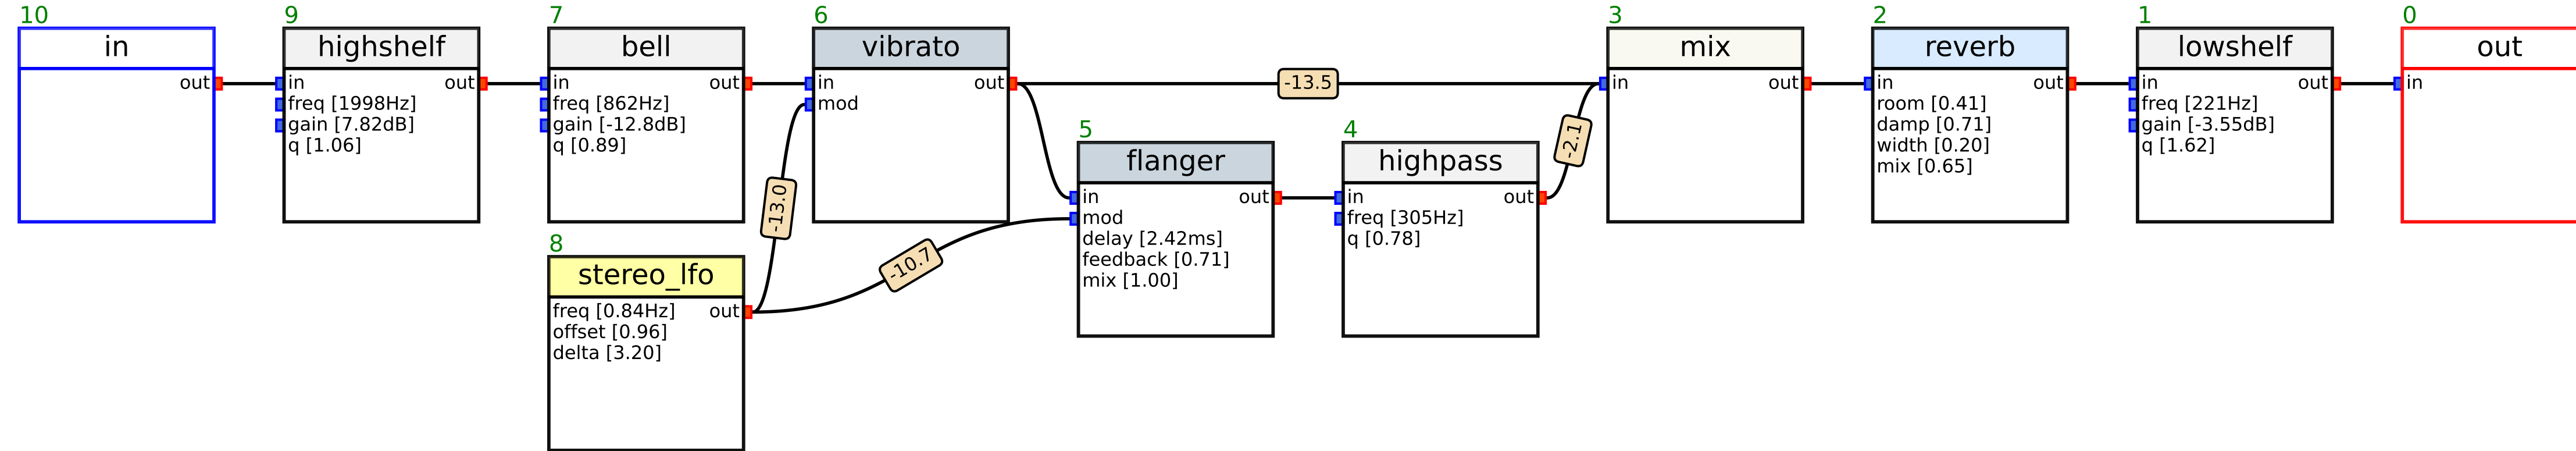 10
in
out
9
highshelf
in out
freq [1998Hz]
gain [7.82dB]
q [1.06]
7
bell
in out
freq [862Hz]
gain [-12.8dB]
q [0.89]
8
stereo_lfo
freq [0.84Hz] out
offset [0.96]
delta [3.20]
-13.0
6
vibrato
in out
mod
-10.7
-13.5
5
flanger
in out
mod
delay [2.42ms]
feedback [0.71]
mix [1.00]
4
highpass
in out
freq [305Hz]
q [0.78]
-2.1
3
mix
in out
2
reverb
in out
room [0.41]
damp [0.71]
width [0.20]
mix [0.65]
1
lowshelf
in out
freq [221Hz]
gain [-3.55dB]
q [1.62]
0
out
in